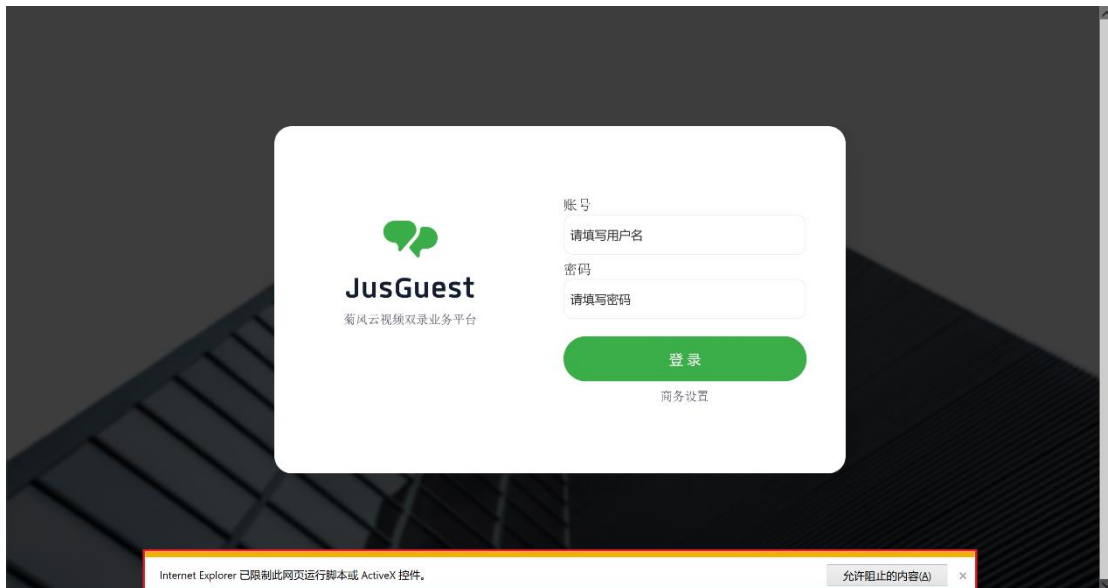 JusGuest
菊风云视频双录业务平台
账号
请填写用户名
密码
请填写密码
登录
商务设置
Internet Explorer 已限制此网页运行脚本或 ActiveX 控件。
允许阻止的内容(A)
×